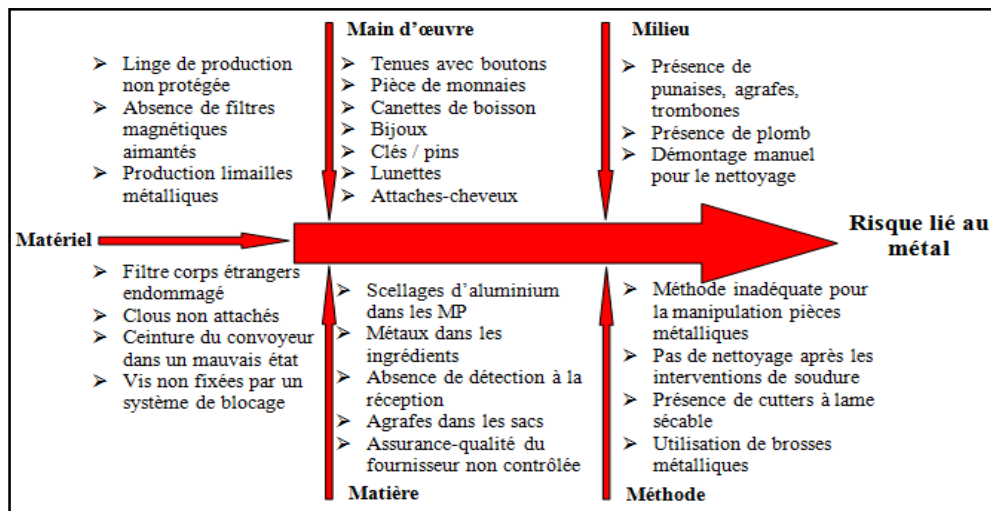 Main d'œuvre
Milieu
➢ Linge de production
non protégée
➢ Absence de filtres
magnétiques
aimantés
➢ Production limailles
métalliques
➢ Tenues avec boutons
➢ Pièce de monnaies
➢ Canettes de boisson
➢ Bijoux
➢ Clés / pins
➢ Lunettes
➢ Attaches-cheveux
➢ Présence de
punaises, agrafes,
trombones
➢ Présence de plomb
➢ Démontage manuel
pour le nettoyage
Matériel
Risque lié au
métal
➢ Filtre corps étrangers
endommagé
➢ Clous non attachés
➢ Ceinture du convoyeur
dans un mauvais état
➢ Vis non fixées par un
système de blocage
➢ Scellages d'aluminium
dans les MP
➢ Métaux dans les
ingrédients
➢ Absence de détection à la
réception
➢ Agrafes dans les sacs
➢ Assurance-qualité du
fournisseur non contrôlée
➢ Méthode inadéquate pour
la manipulation pièces
métalliques
➢ Pas de nettoyage après les
interventions de soudure
➢ Présence de cutters à lame
sécable
➢ Utilisation de brosses
métalliques
Matière
Méthode